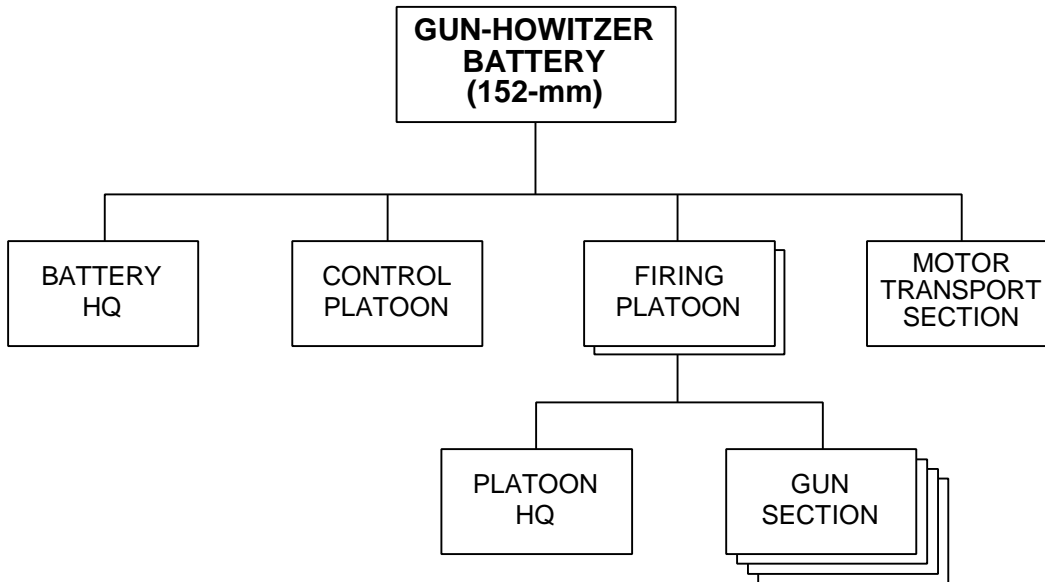 GUN-HOWITZER
BATTERY
(152-mm)
BATTERY
HQ
CONTROL
PLATOON
FIRING
PLATOON
MOTOR
TRANSPORT
SECTION
PLATOON
HQ
GUN
SECTION